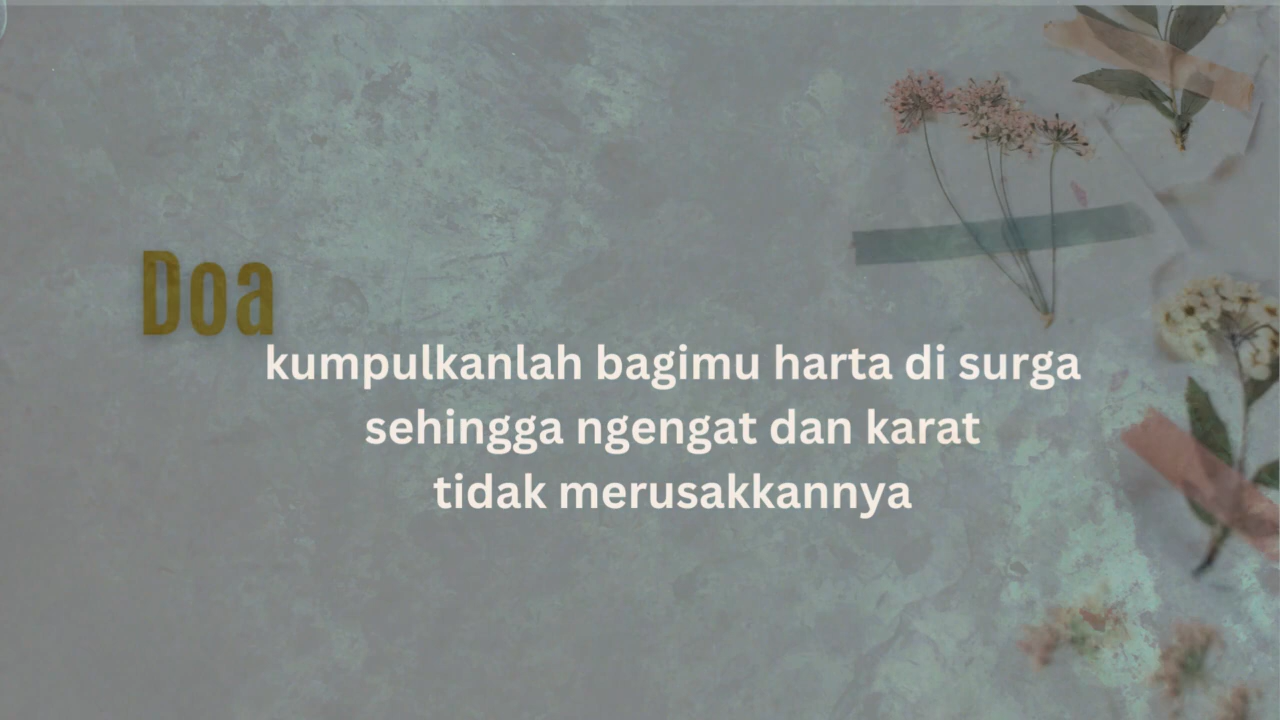 Doa
kumpulkanlah bagimu harta di surga
sehingga ngengat dan karat
tidak merusakkannya